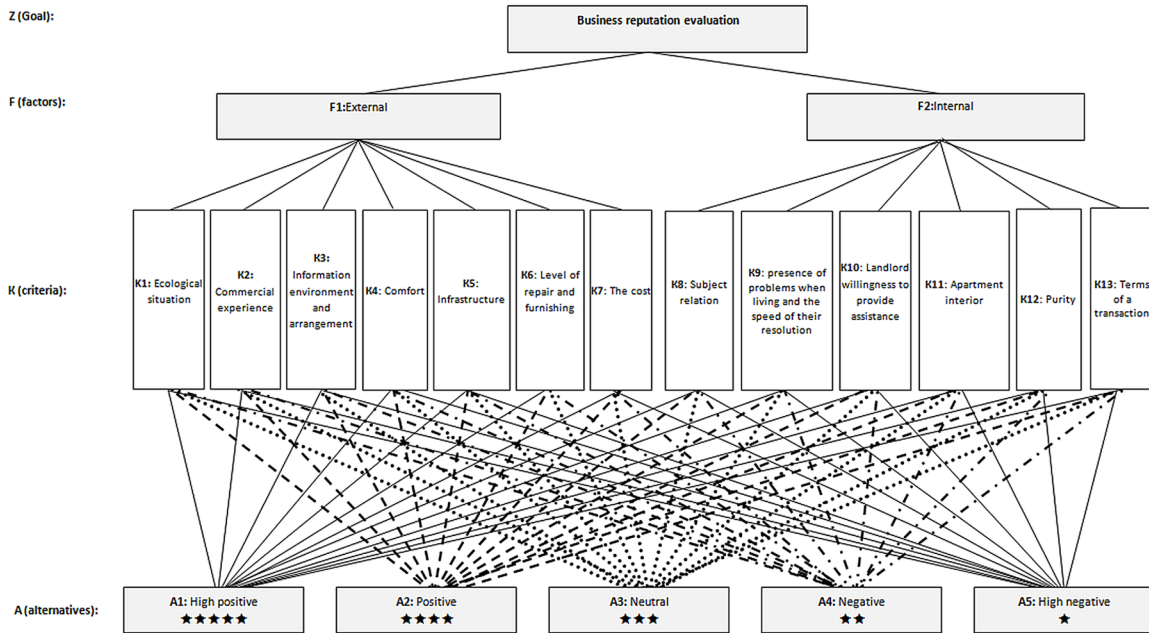 Z (Goal):
Business reputation evaluation
F (factors):
F1:External
F2:Internal
K (criteria):
K1: Ecological
situation
K2:
Commercial
experience
K3:
Information
environment
and
arrangement
K4: Comfort
K5:
Infrastructure
K6: Level of
repair and
furnishing
K7: The cost
K8: Subject
relation
K9: presence of
problems when
living and the
speed of their
resolution
K10: Landlord
willingness to
provide
assistance
K11: Apartment
interior
K12: Purity
K13: Terms
of a
transaction
A (alternatives):
A1: High positive
★★★★★
A2: Positive
★★★★
A3: Neutral
★★★
A4: Negative
★★
A5: High negative
★